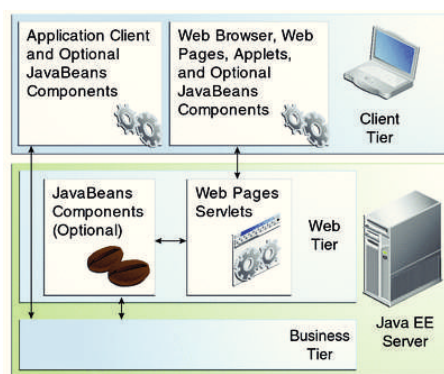 Application Client
and Optional
JavaBeans
Components
Web Browser, Web
Pages, Applets,
and Optional
JavaBeans
Components
Client
Tier
JavaBeans
Components
(Optional)
Web Pages
Servlets
Web
Tier
Java EE
Server
Business
Tier